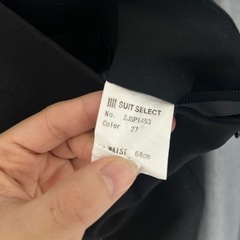 SUIT SELECT
No. SJSP1453
Color 27
WAIST 64cm